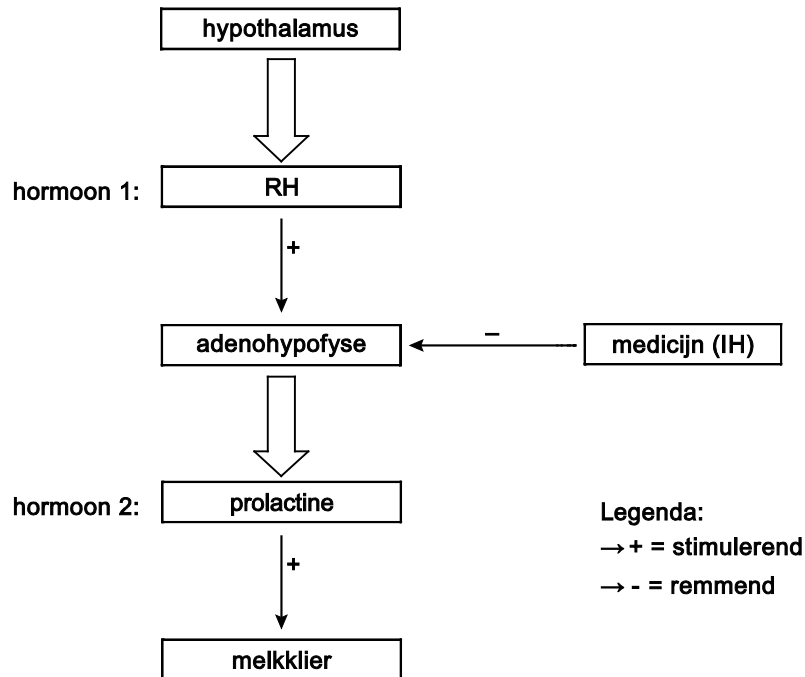 hypothalamus
hormoon 1:
RH
+
adenohypofyse
–
medicijn (IH)
hormoon 2:
prolactine
+
melkklier
Legenda:
→ + = stimulerend
→ - = remmend